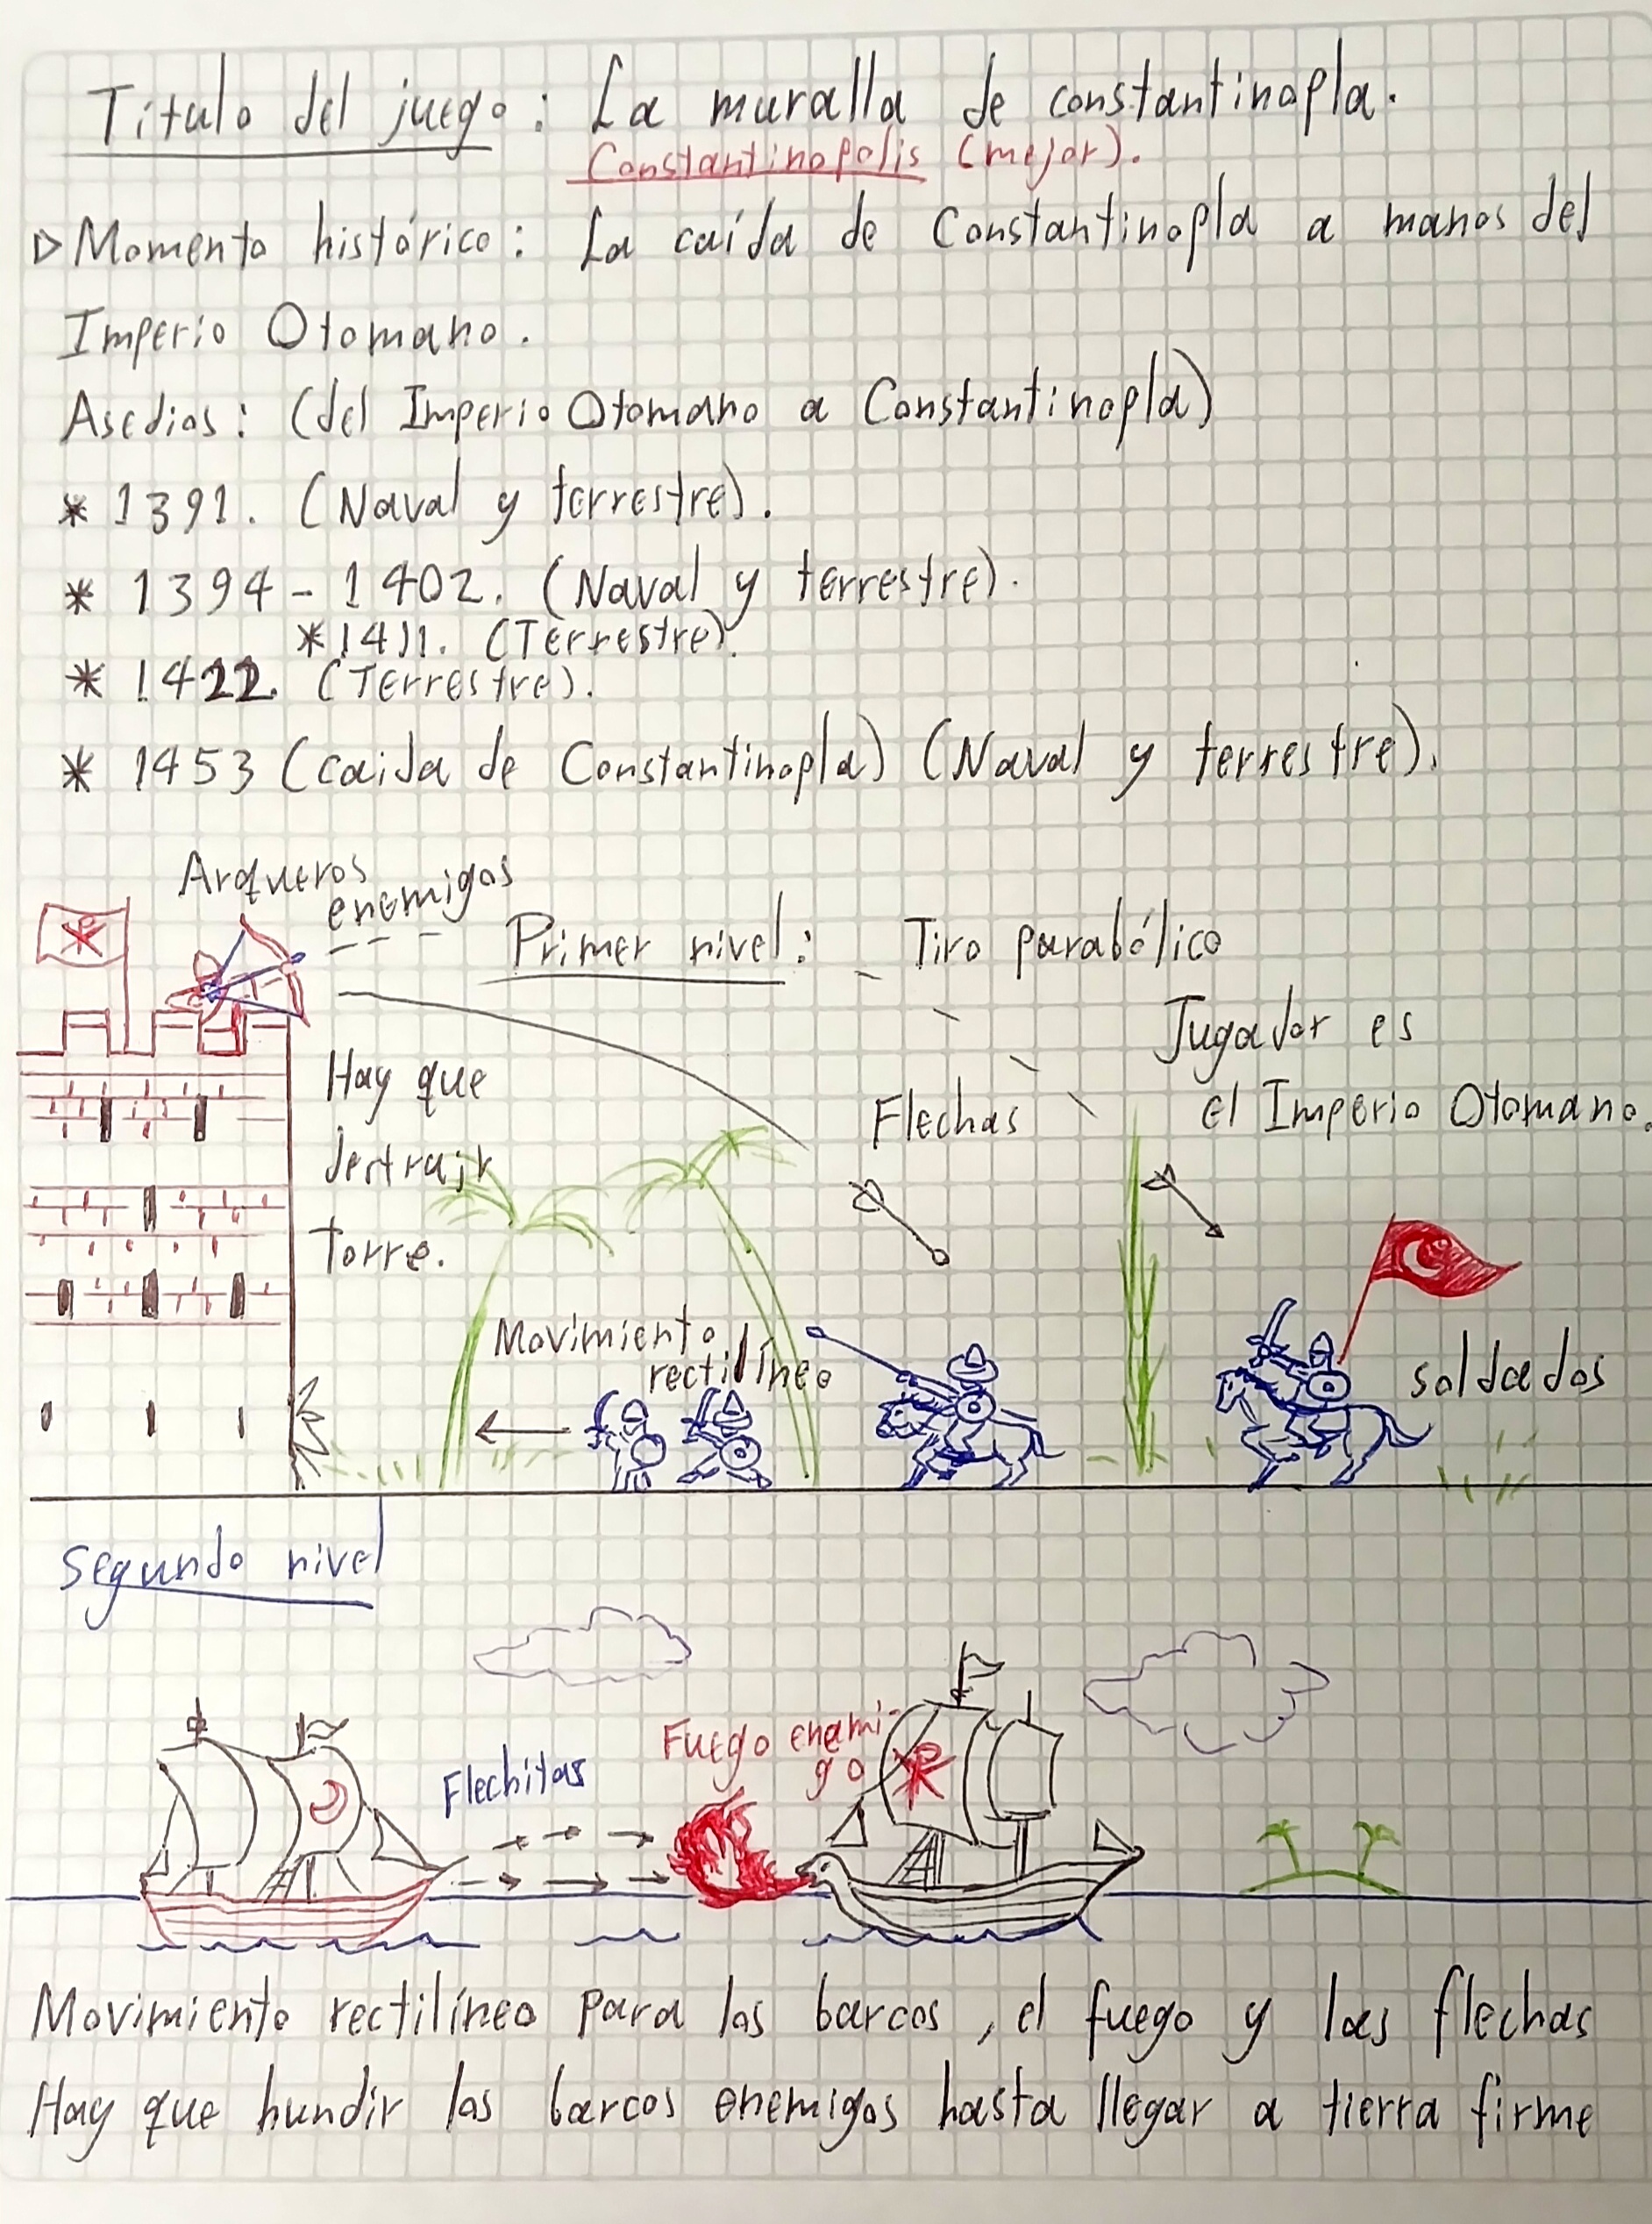 Título del juego: La muralla de constantinopla.
Constantinopolis (mejor).
▷ Momento histórico: La caída de Constantinopla a manos del
Imperio Otomano.
Asedios: (del Imperio Otomano a Constantinopla)
* 1391. (Naval y terrestre).
* 1394 - 1402. (Naval y terrestre).
* 1411. (Terrestre).
* 1422. (Terrestre).
* 1453 (caida de Constantinopla) (Naval y terrestre).
Arqueros
enemigos
Primer nivel: Tiro parabólico
Jugador es
el Imperio Otomano.
Hay que
destruir
torre.
Flechas
Movimiento
rectilíneo
soldados
Segundo nivel
Flechitas
Fuego enemi-
go
Movimiento rectilíneo para los barcos, el fuego y las flechas
Hay que hundir los barcos enemigos hasta llegar a tierra firme